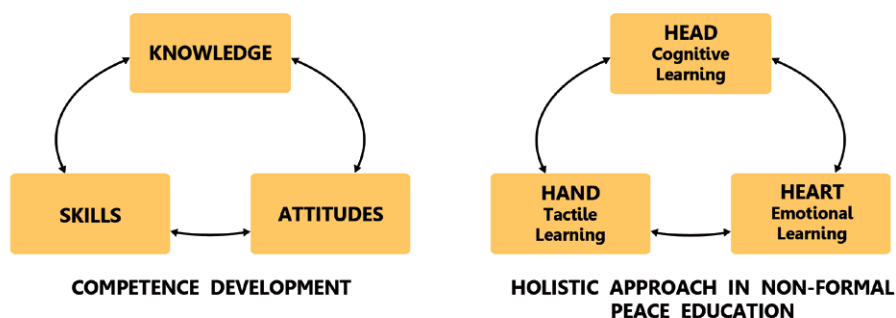 KNOWLEDGE
SKILLS
ATTITUDES
COMPETENCE DEVELOPMENT
HEAD
Cognitive
Learning
HAND
Tactile
Learning
HEART
Emotional
Learning
HOLISTIC APPROACH IN NON-FORMAL
PEACE EDUCATION